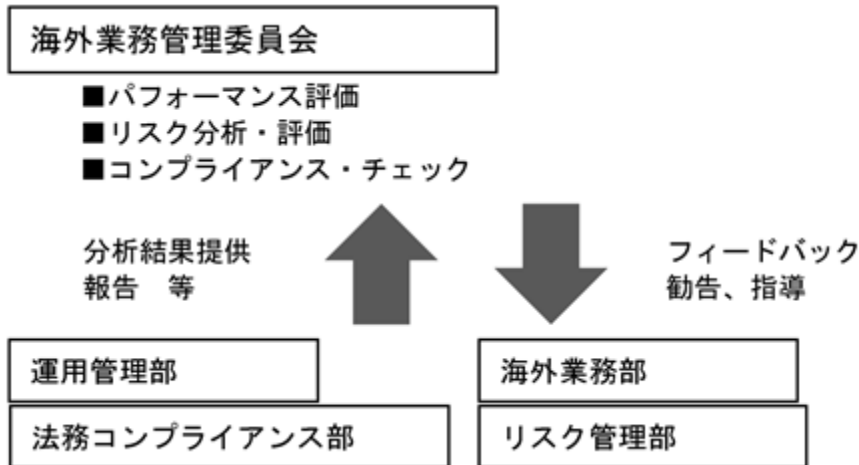 海外業務管理委員会
■パフォーマンス評価
■リスク分析・評価
■コンプライアンス・チェック
分析結果提供
報告　等
フィードバック
勧告、指導
運用管理部
海外業務部
法務コンプライアンス部
リスク管理部